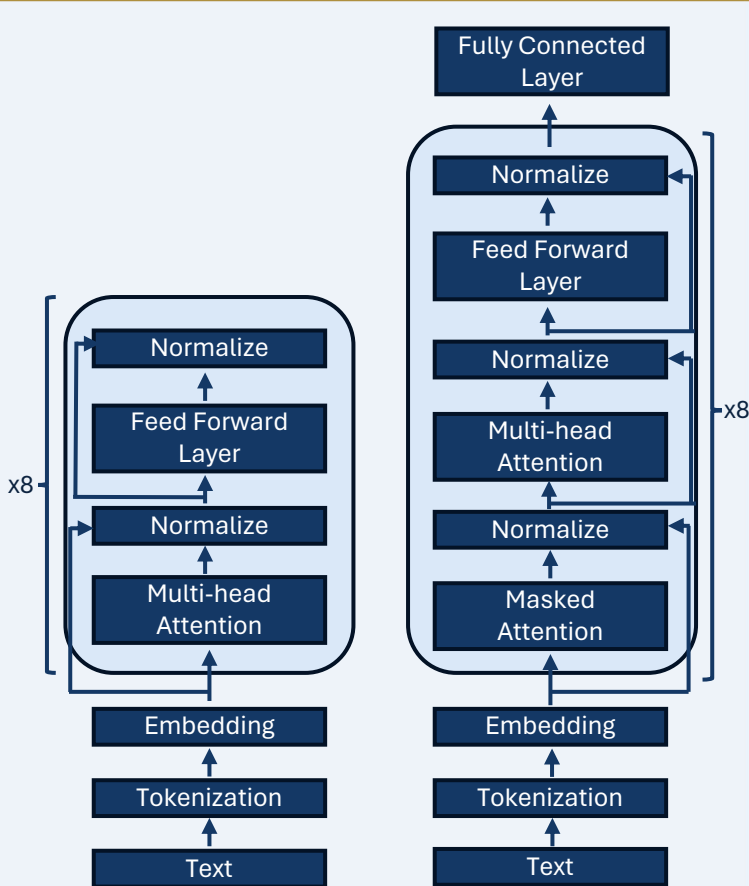 Fully Connected
Layer
Normalize
Feed Forward
Layer
Normalize
Multi-head
Attention
Normalize
Masked
Attention
x8
Embedding
Tokenization
Text
Normalize
Feed Forward
Layer
x8
Normalize
Multi-head
Attention
Embedding
Tokenization
Text